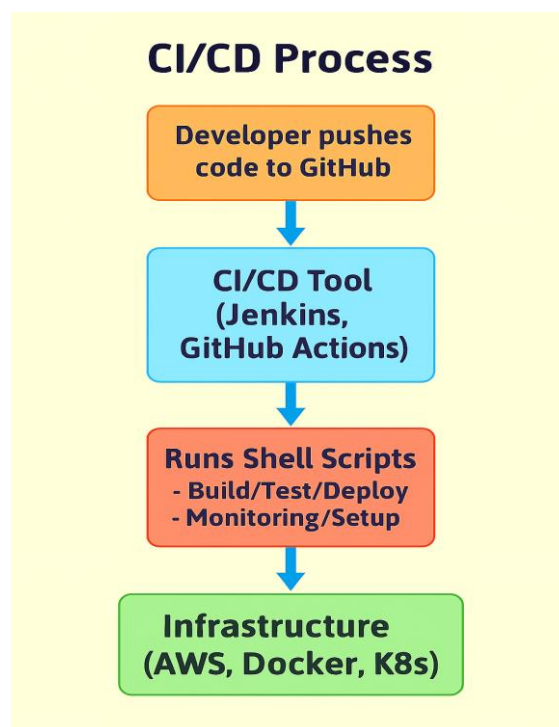 CI/CD Process
Developer pushes
code to GitHub
CI/CD Tool
(Jenkins,
GitHub Actions)
Runs Shell Scripts
- Build/Test/Deploy
- Monitoring/Setup
Infrastructure
(AWS, Docker, K8s)